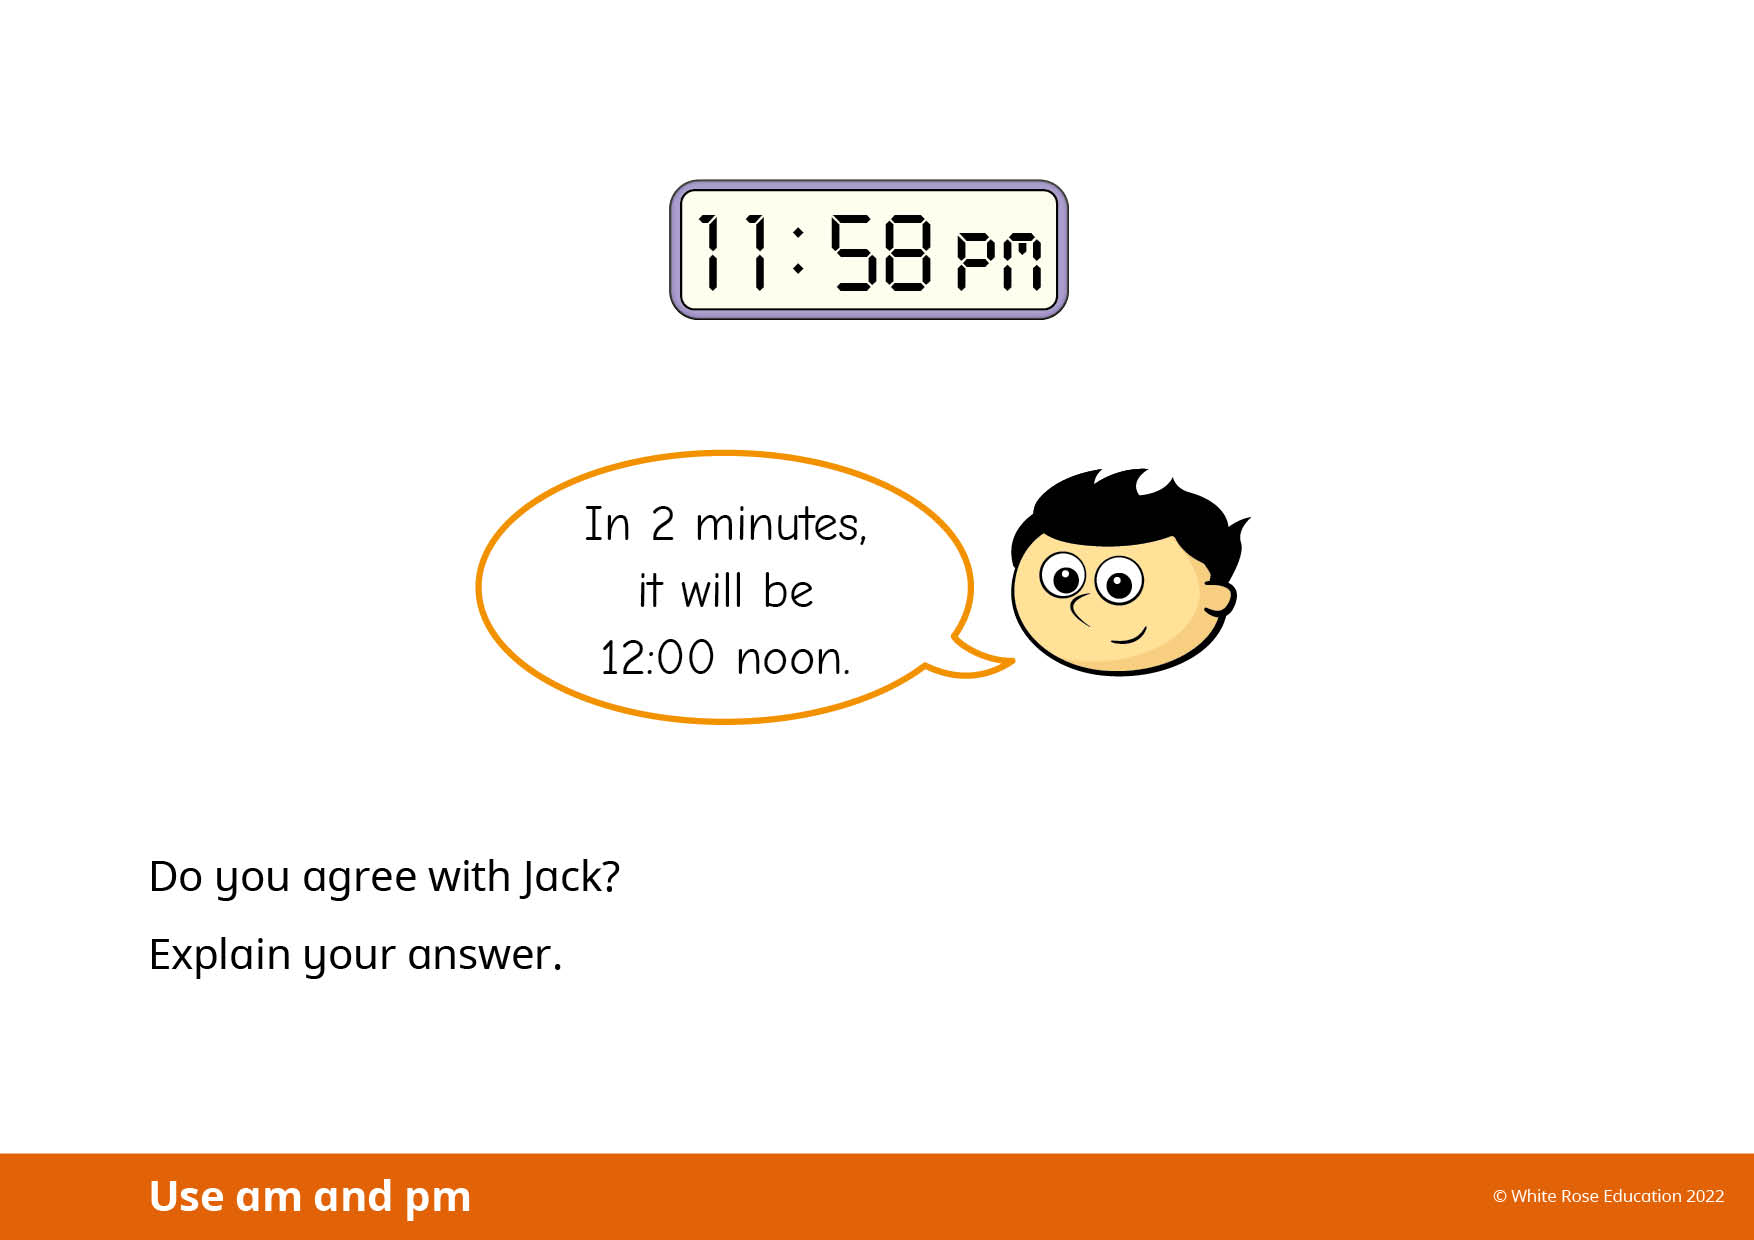 11:58 pm
In 2 minutes,
it will be
12:00 noon.
Do you agree with Jack?
Explain your answer.
Use am and pm
© White Rose Education 2022